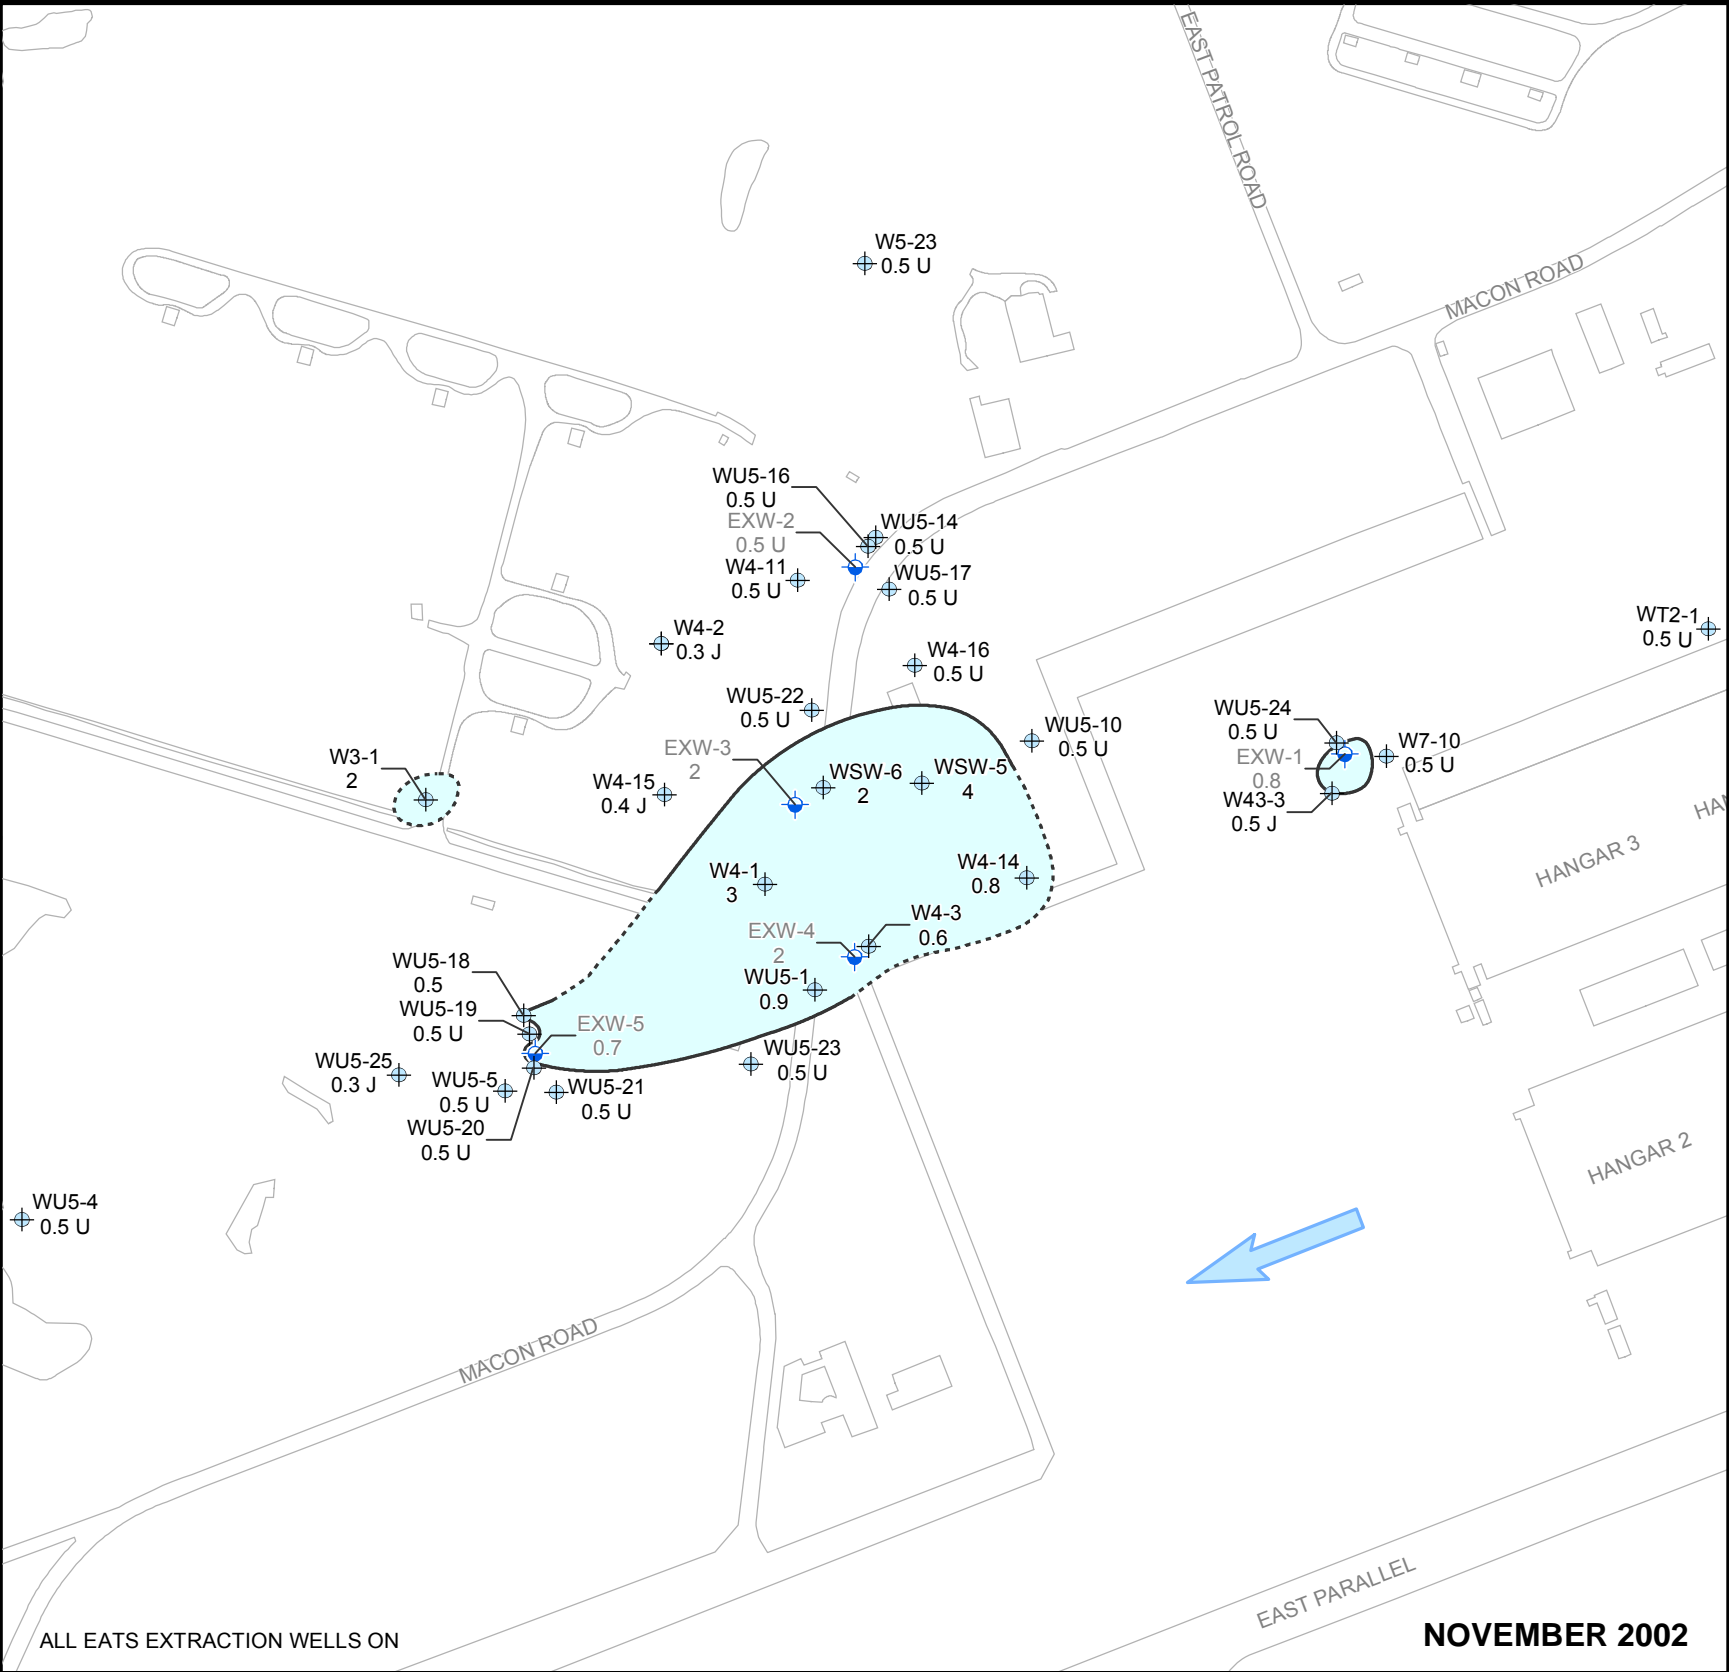 EAST PATROL ROAD
W5-23
0.5 U
MACON ROAD
WU5-16
0.5 U
EXW-2
0.5 U
WU5-14
0.5 U
W4-11
0.5 U
WU5-17
0.5 U
W4-2
0.3 J
W4-16
0.5 U
WT2-1
0.5 U
WU5-22
0.5 U
WU5-10
0.5 U
WU5-24
0.5 U
W7-10
0.5 U
EXW-1
0.8
W43-3
0.5 J
EXW-3
2
W3-1
2
W4-15
0.4 J
WSW-6
2
WSW-5
4
HAN
HANGAR 3
W4-1
3
W4-14
0.8
W4-3
0.6
EXW-4
2
WU5-1
0.9
WU5-18
0.5
WU5-19
0.5 U
EXW-5
0.7
WU5-23
0.5 U
WU5-25
0.3 J
WU5-5
0.5 U
WU5-21
0.5 U
WU5-20
0.5 U
HANGAR 2
WU5-4
0.5 U
MACON ROAD
EAST PARALLEL
ALL EATS EXTRACTION WELLS ON
NOVEMBER 2002